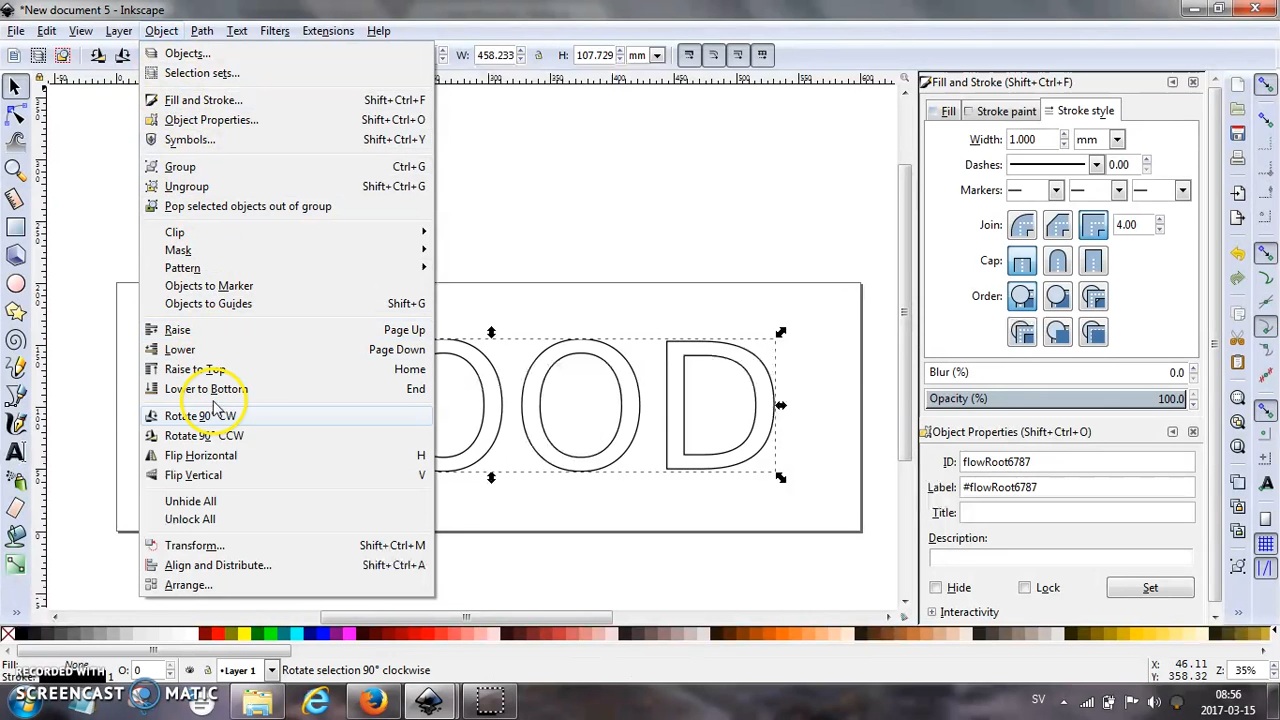 *New document 5 - Inkscape
File Edit View Layer Object Path Text Filters Extensions Help
W: 458.233 H: 107.729 mm
Objects...
Selection sets...
Fill and Stroke... Shift+Ctrl+F
Object Properties... Shift+Ctrl+O
Symbols... Shift+Ctrl+Y
Group Ctrl+G
Ungroup Shift+Ctrl+G
Pop selected objects out of group
Clip
Mask
Pattern
Objects to Marker
Objects to Guides Shift+G
Raise Page Up
Lower Page Down
Raise to Top Home
Lower to Bottom End
Rotate 90° CW
Rotate 90° CCW
Flip Horizontal H
Flip Vertical V
Unhide All
Unlock All
Transform... Shift+Ctrl+M
Align and Distribute... Shift+Ctrl+A
Arrange...
OOD
Fill and Stroke (Shift+Ctrl+F)
Fill Stroke paint Stroke style
Width: 1.000 mm
Dashes: 0.00
Markers:
Join: 4.00
Cap:
Order:
Blur (%) 0.0
Opacity (%) 100.0
Object Properties (Shift+Ctrl+O)
ID: flowRoot6787
Label: #flowRoot6787
Title:
Description:
Hide Lock Set
Interactivity
Fill: None
Stroke: 1 O: 0 •Layer 1 Rotate selection 90° clockwise X: 46.11 Y: 358.32 Z: 35%
RECORDED WITH
SCREENCAST MATIC
SV 08:56
2017-03-15